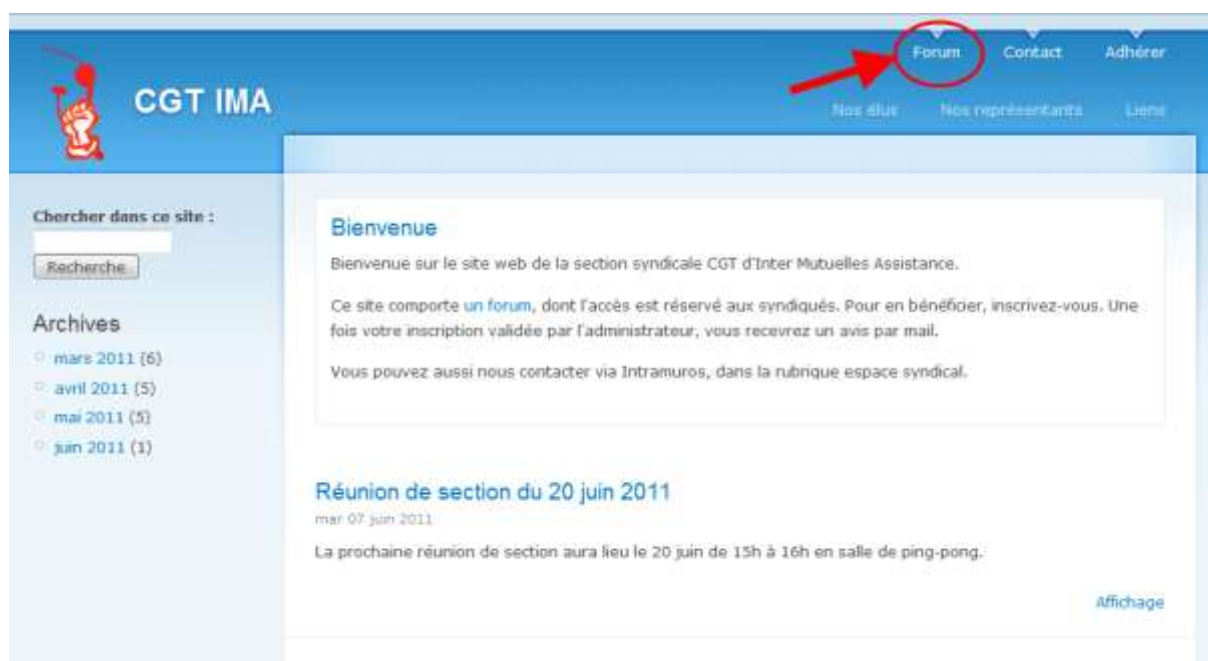 Forum Contact Adhérer
CGT IMA
Nos élus Nos représentants Liens
Chercher dans ce site :
Recherche
Archives
mars 2011 (6)
avril 2011 (5)
mai 2011 (5)
juin 2011 (1)
Bienvenue
Bienvenue sur le site web de la section syndicale CGT d'Inter Mutuelles Assistance.
Ce site comporte un forum, dont l'accès est réservé aux syndiqués. Pour en bénéficier, inscrivez-vous. Une
fois votre inscription validée par l'administrateur, vous recevrez un avis par mail.
Vous pouvez aussi nous contacter via Intramuros, dans la rubrique espace syndical.
Réunion de section du 20 juin 2011
mar 07 juin 2011
La prochaine réunion de section aura lieu le 20 juin de 15h à 16h en salle de ping-pong.
Affichage